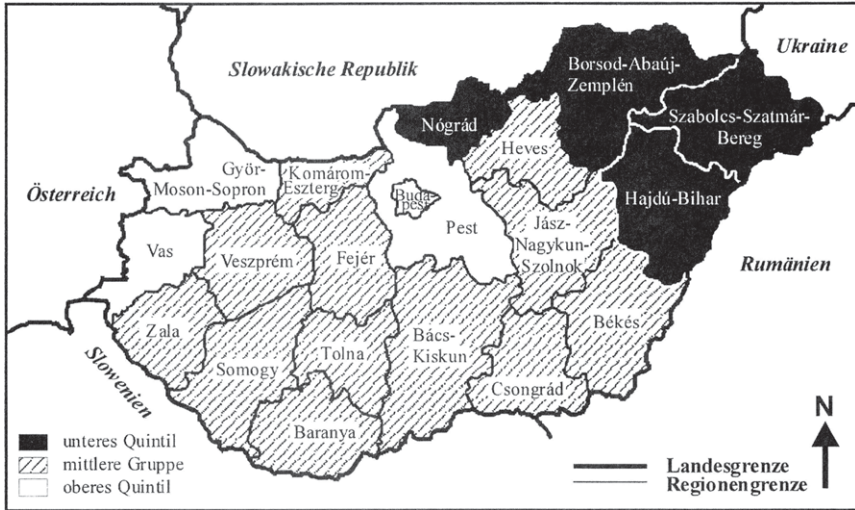 Ukraine
Slowakische Republik
Borsod-Abaúj-
Zemplén
Nógrád
Szabolcs-Szatmár-
Bereg
Heves
Györ-
Moson-Sopron
Komárom-
Eszterg
Österreich
Buda
pest
Hajdú-Bihar
Jász-
Nagykun-
Szolnok
Vas
Veszprém
Fejér
Pest
Rumänien
Zala
Slowenien
Somogy
Tolna
Bács-
Kiskun
Békés
Csongrád
Baranya
N
unteres Quintil
mittlere Gruppe
oberes Quintil
Landesgrenze
Regionengrenze